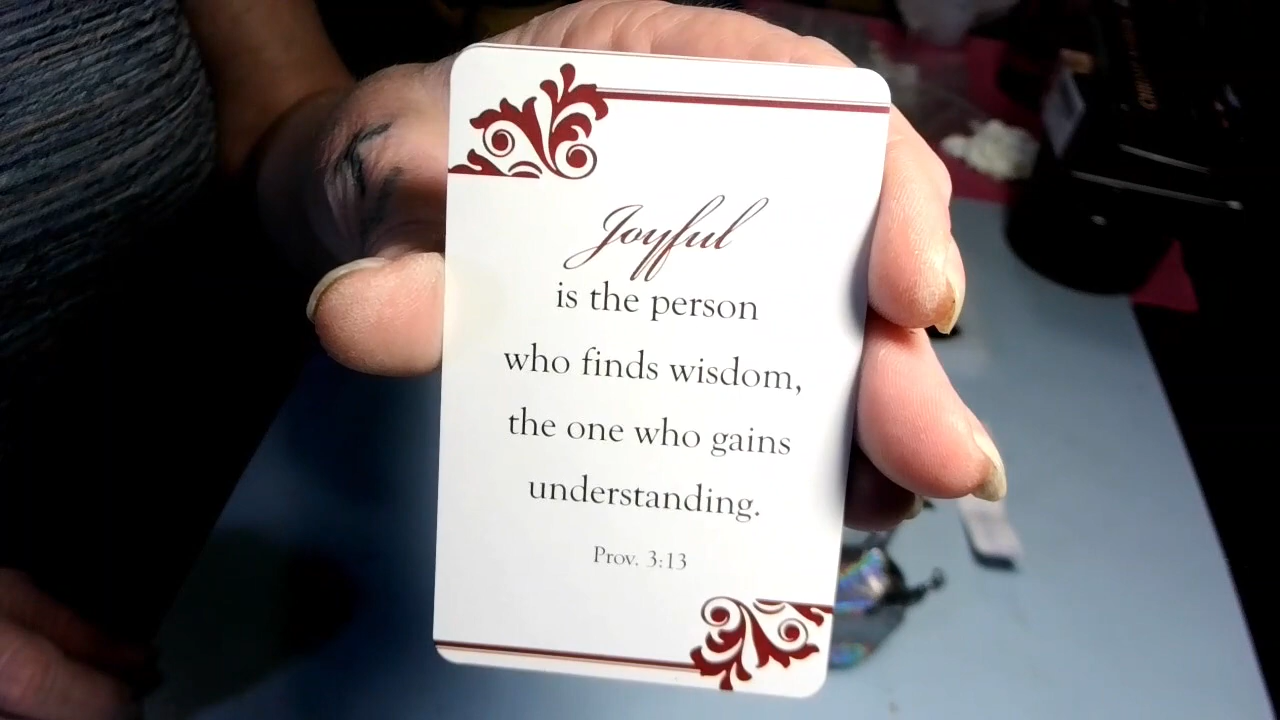 Joyful
is the person
who finds wisdom,
the one who gains
understanding.
Prov. 3:13